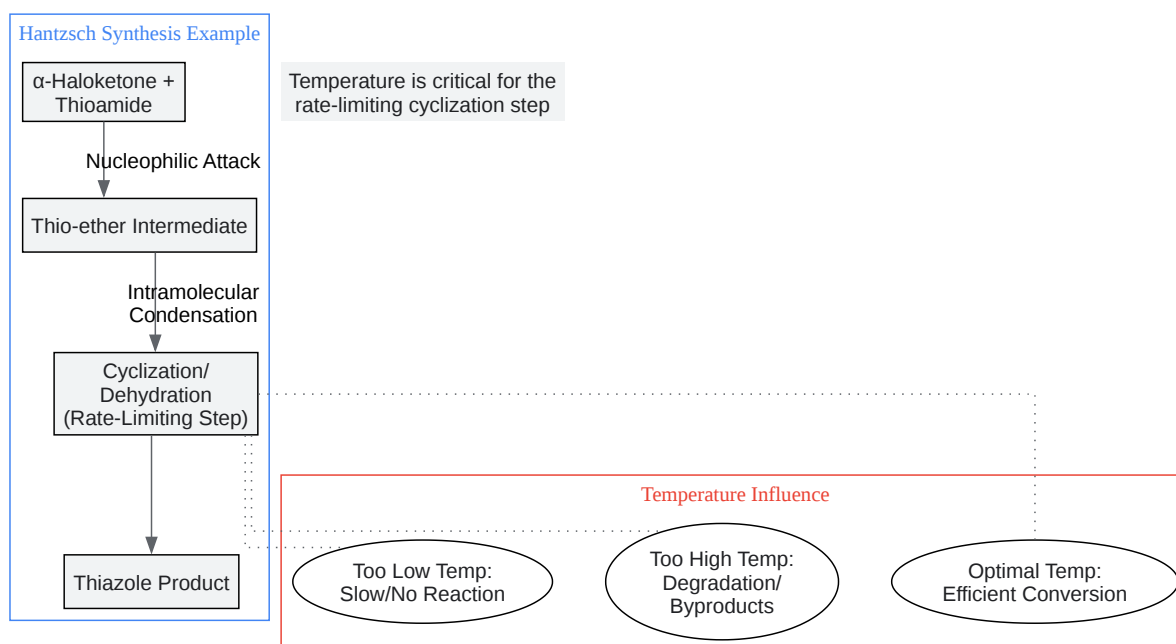 Hantzsch Synthesis Example
α-Haloketone +
Thioamide
Temperature is critical for the
rate-limiting cyclization step
Nucleophilic Attack
Thio-ether Intermediate
Intramolecular
Condensation
Cyclization/
Dehydration
(Rate-Limiting Step)
Thiazole Product
Temperature Influence
Too Low Temp:
Slow/No Reaction
Too High Temp:
Degradation/
Byproducts
Optimal Temp:
Efficient Conversion